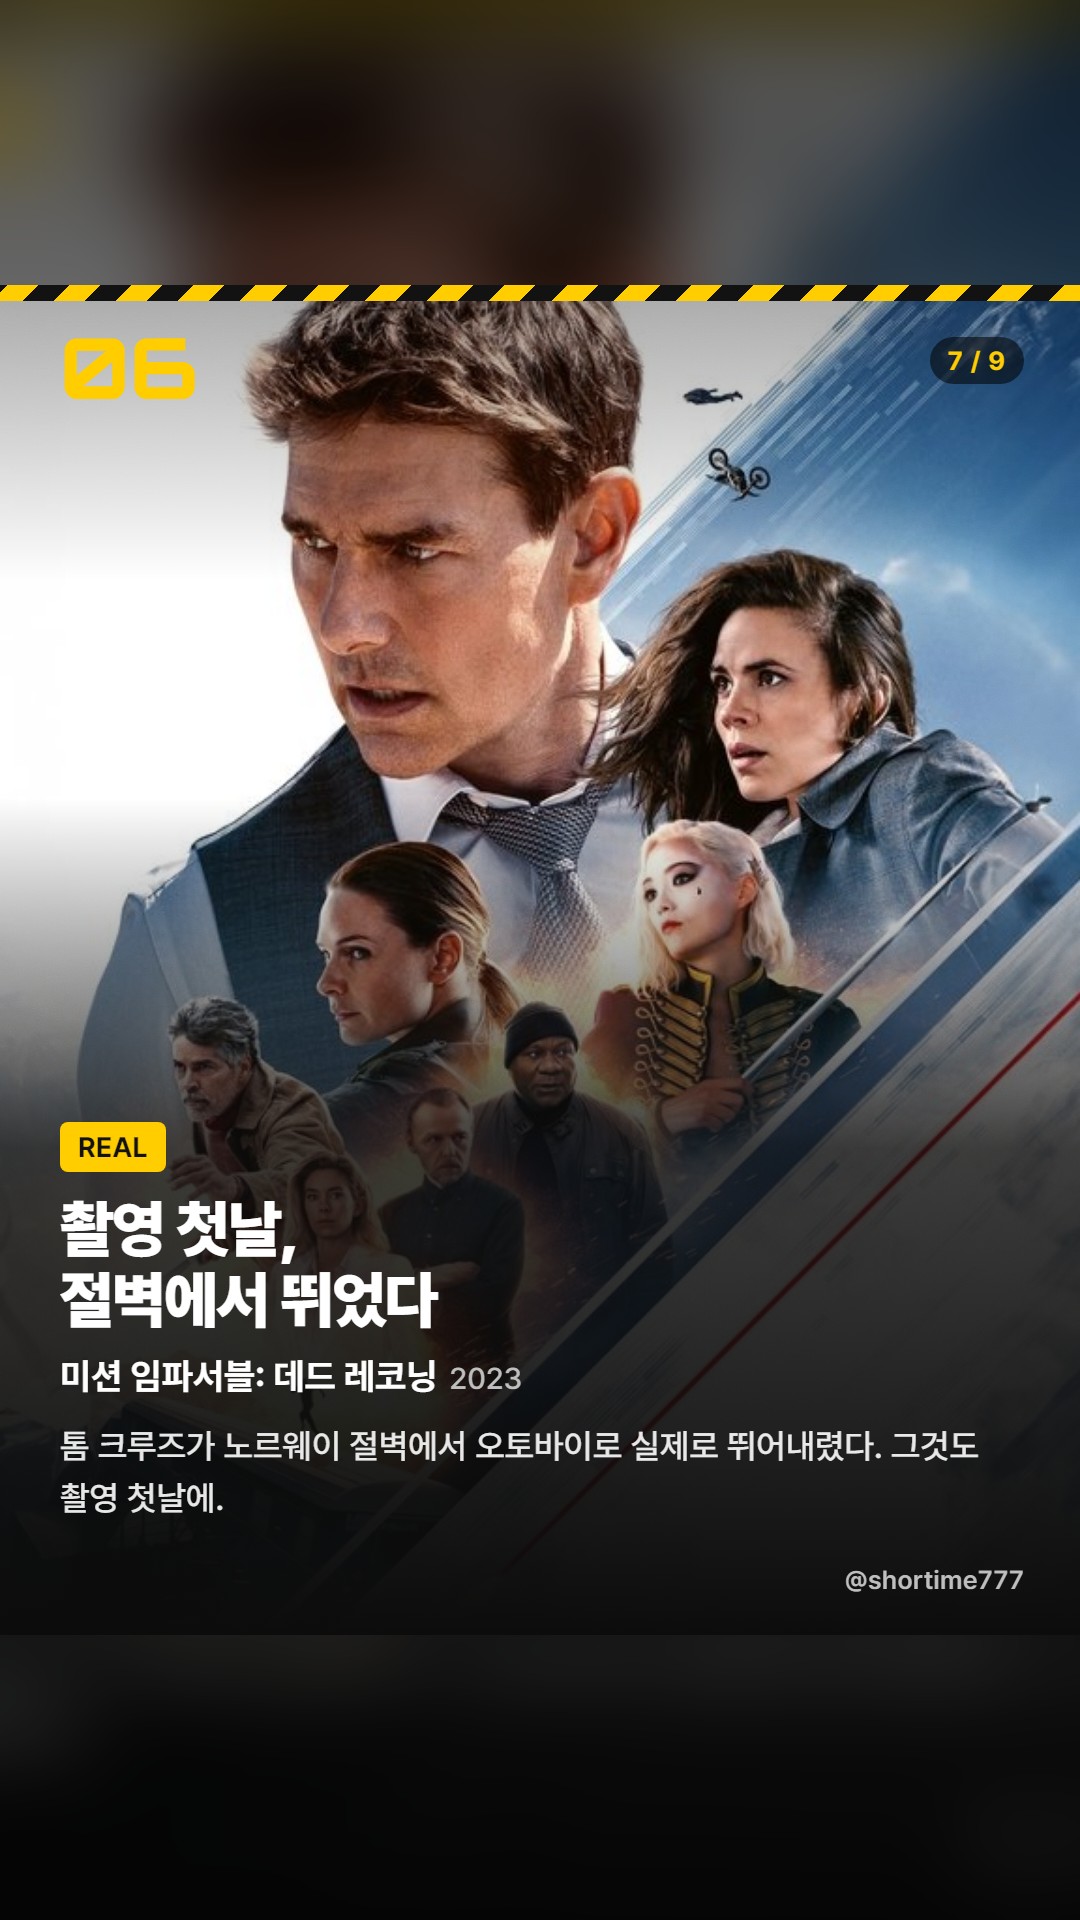 06
7 / 9
REAL
촬영 첫날,
절벽에서 뛰었다
미션 임파서블: 데드 레코닝 2023
톰 크루즈가 노르웨이 절벽에서 오토바이로 실제로 뛰어내렸다. 그것도
촬영 첫날에.
@shortime777